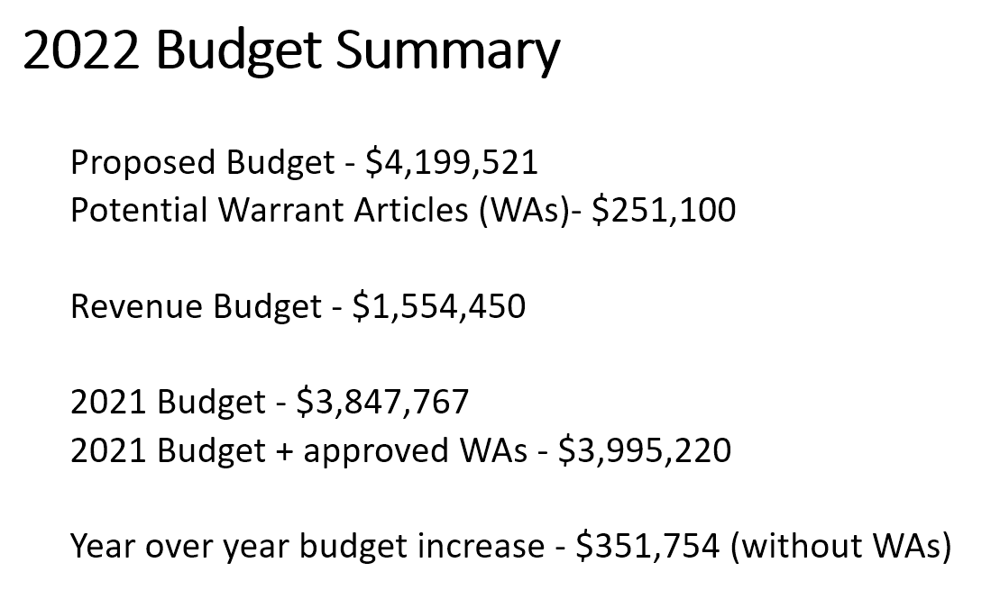 2022 Budget Summary
Proposed Budget - $4,199,521
Potential Warrant Articles (WAs)- $251,100
Revenue Budget - $1,554,450
2021 Budget - $3,847,767
2021 Budget + approved WAs - $3,995,220
Year over year budget increase - $351,754 (without WAs)